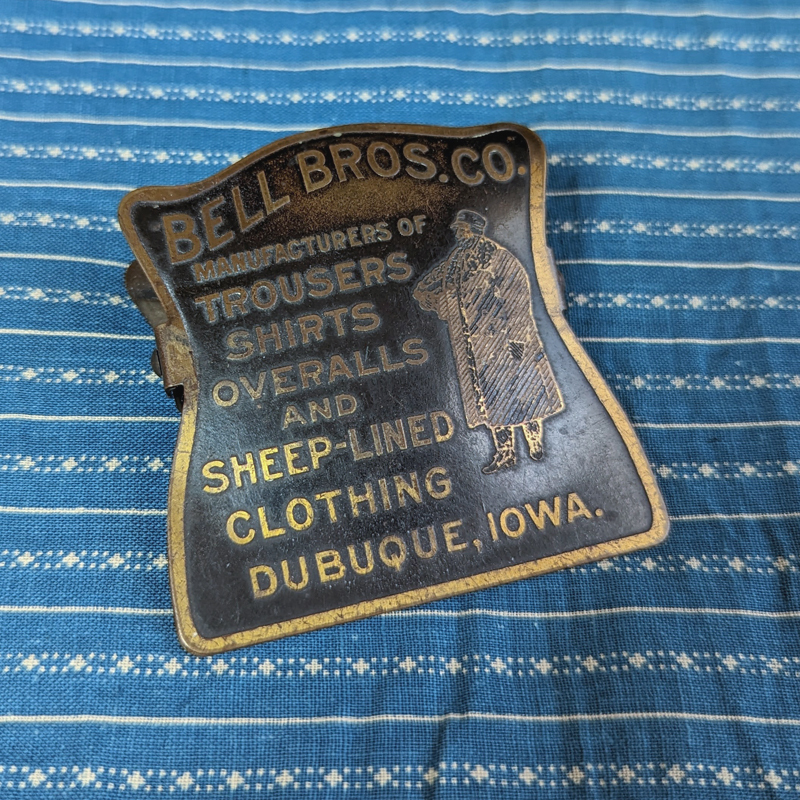 BELL BROS. CO.
MANUFACTURERS OF
TROUSERS
SHIRTS
OVERALLS
AND
SHEEP-LINED
CLOTHING
DUBUQUE, IOWA.